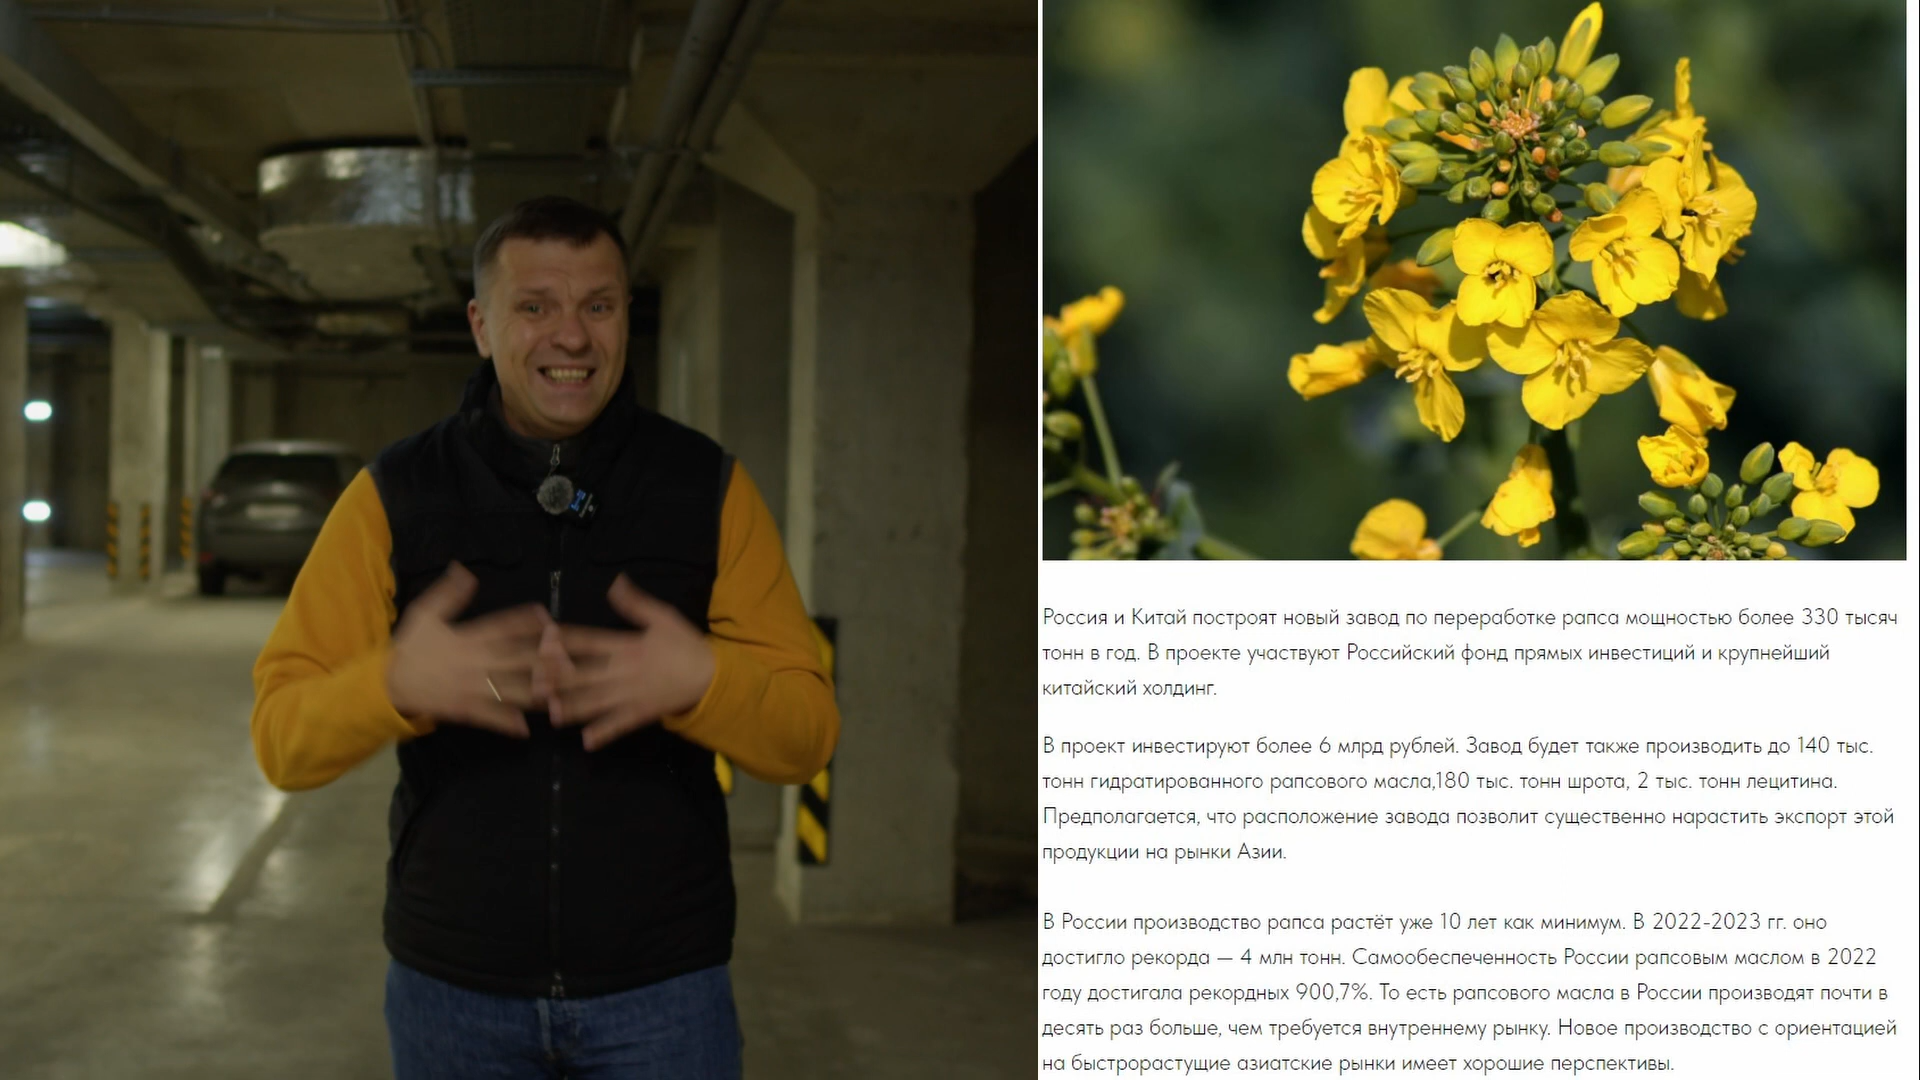 Россия и Китай построят новый завод по переработке рапса мощностью более 330 тысяч
тонн в год. В проекте участвуют Российский фонд прямых инвестиций и крупнейший
китайский холдинг.
В проект инвестируют более 6 млрд рублей. Завод будет также производить до 140 тыс.
тонн гидратированного рапсового масла,180 тыс. тонн шрота, 2 тыс. тонн лецитина.
Предполагается, что расположение завода позволит существенно нарастить экспорт этой
продукции на рынки Азии.
В России производство рапса растёт уже 10 лет как минимум. В 2022-2023 гг. оно
достигло рекорда — 4 млн тонн. Самообеспеченность России рапсовым маслом в 2022
году достигала рекордных 900,7%. То есть рапсового масла в России производят почти в
десять раз больше, чем требуется внутреннему рынку. Новое производство с ориентацией
на быстрорастущие азиатские рынки имеет хорошие перспективы.